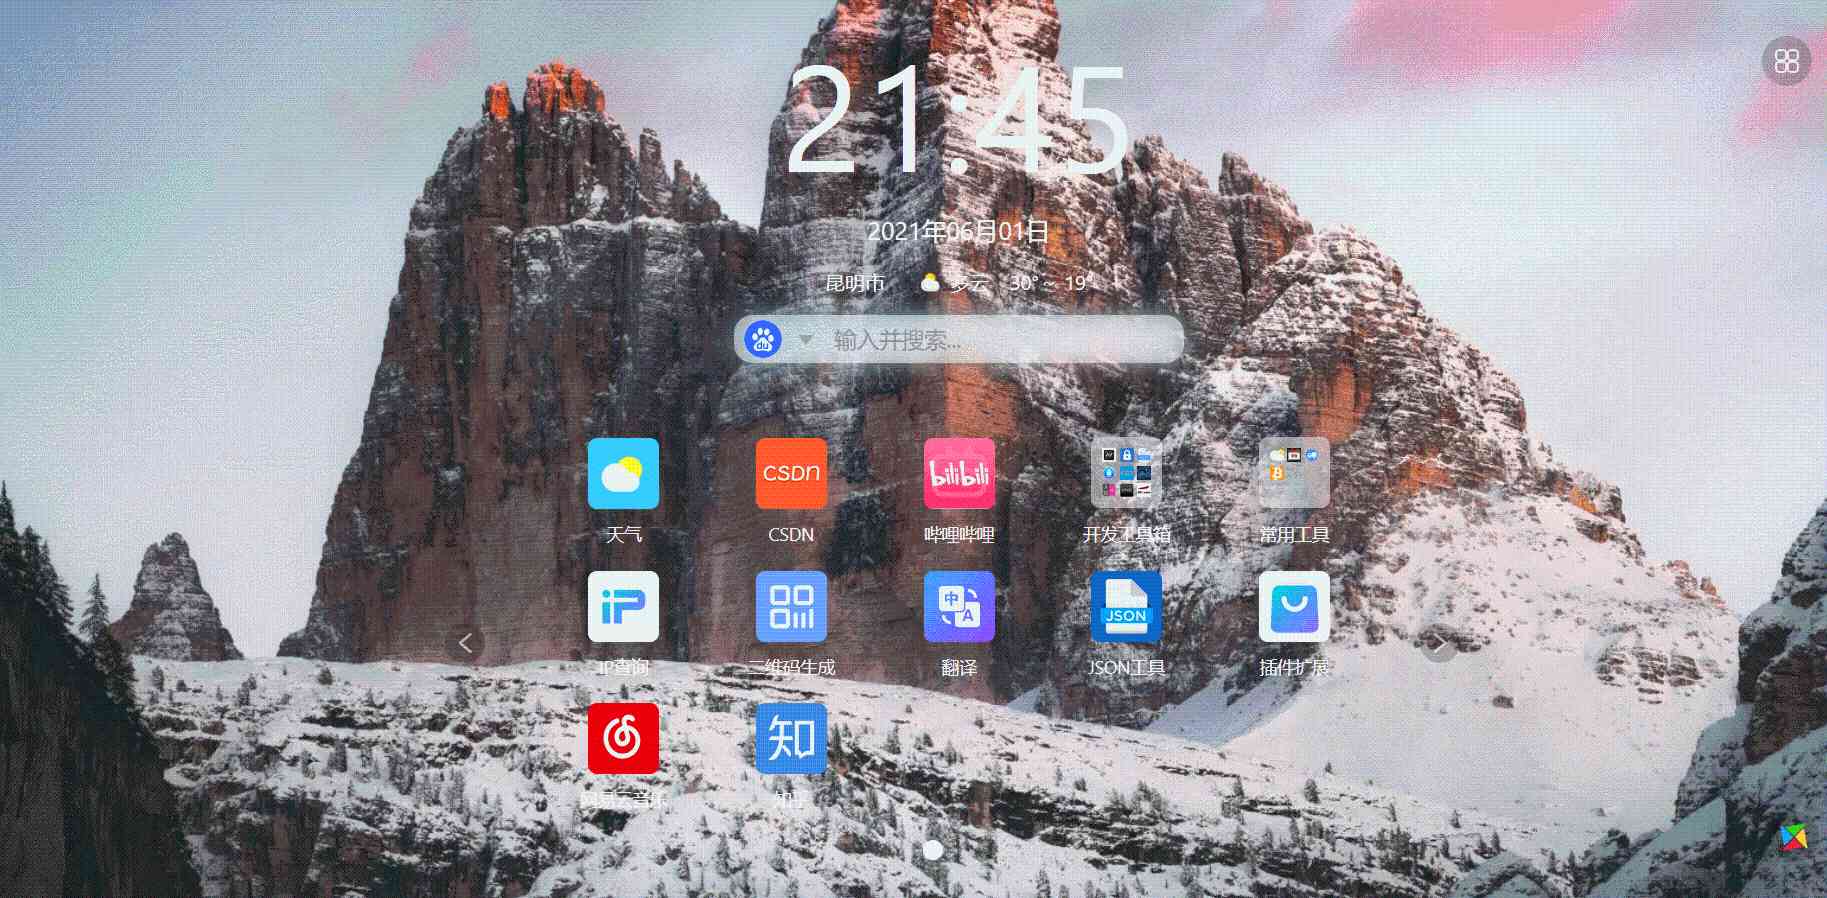 21:45
2021年06月01日
昆明市 多云 30° ~ 19°
du 输入并搜索...
CSDN bilibili
天气 CSDN 哔哩哔哩 开发工具箱 常用工具
iP 中 A JSON
IP查询 二维码生成 翻译 JSON工具 插件扩展
知
网易云音乐 知乎